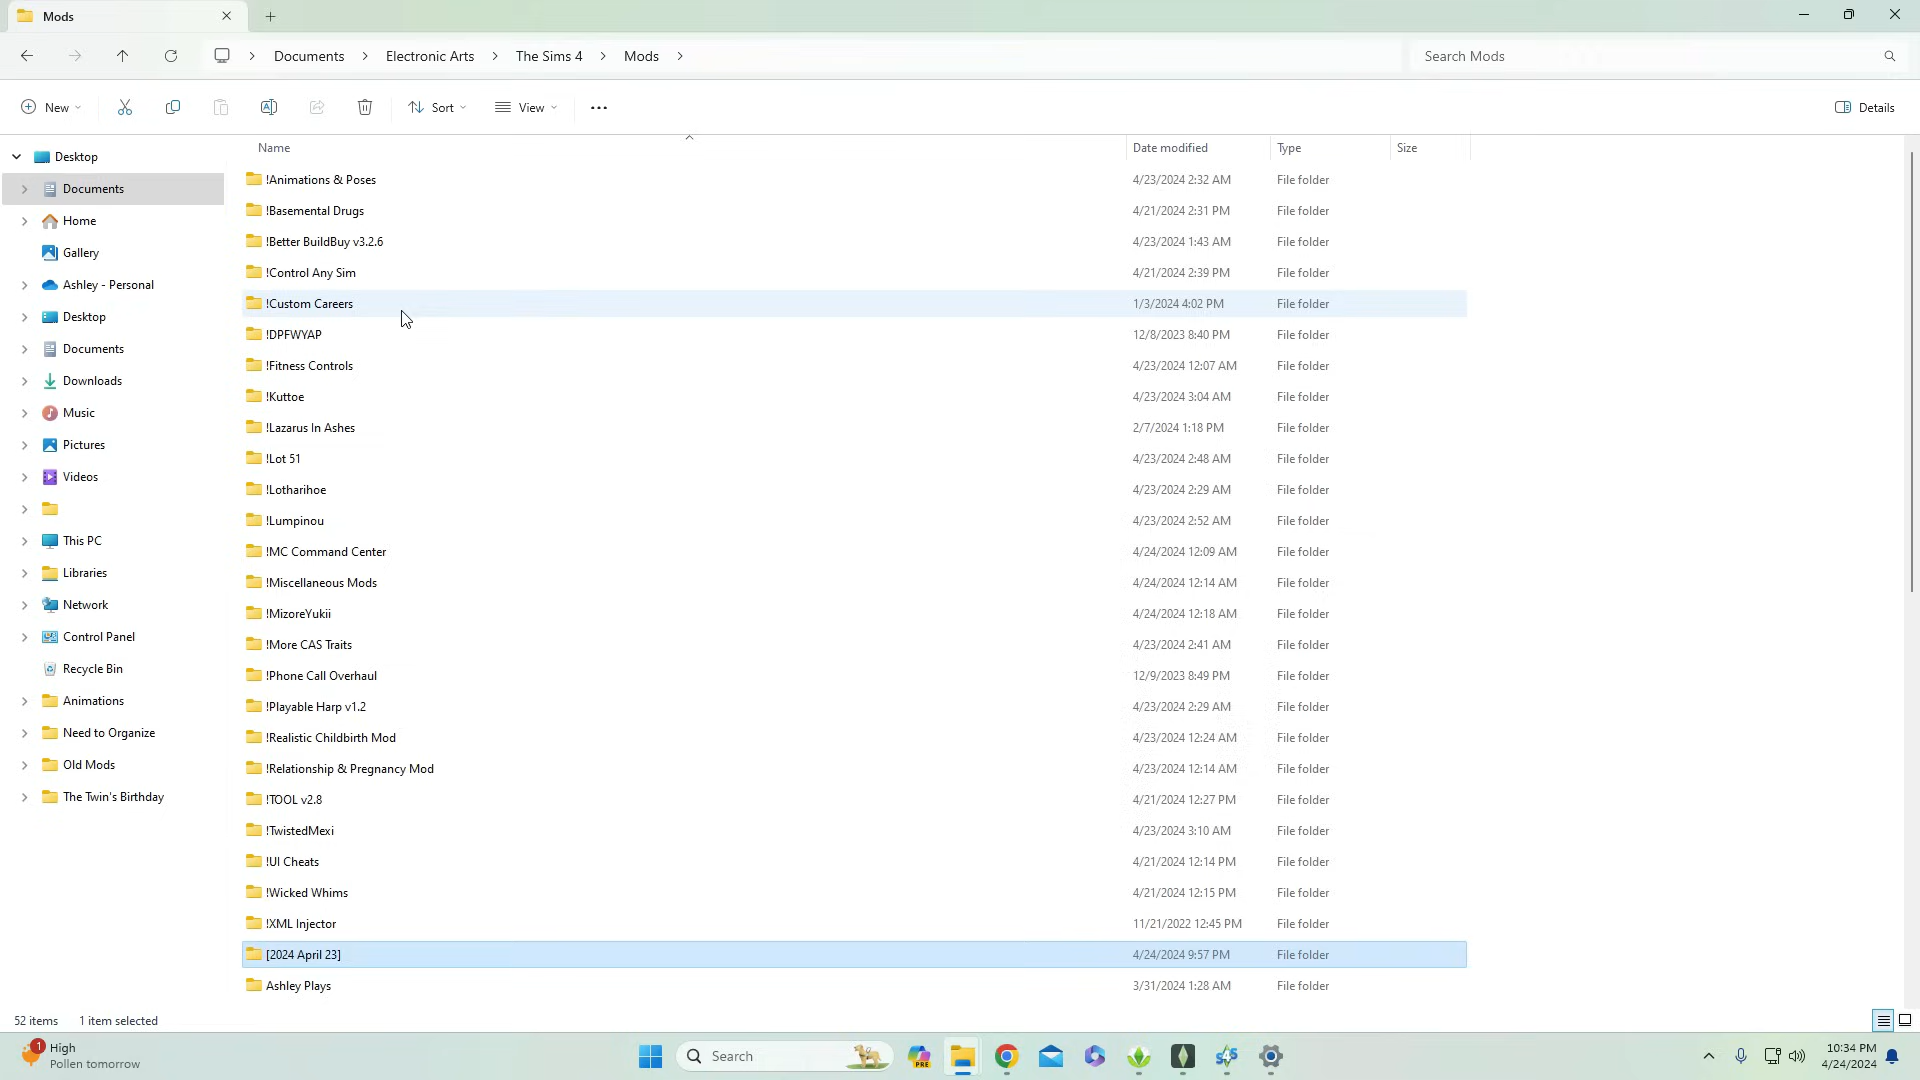 Mods
Documents
Electronic Arts
The Sims 4
Mods
Search Mods
New
Sort
View
Details
Name
Date modified
Type
Size
Desktop
Documents
Home
Gallery
Ashley - Personal
Desktop
Documents
Downloads
Music
Pictures
Videos
This PC
Libraries
Network
Control Panel
Recycle Bin
Animations
Need to Organize
Old Mods
The Twin's Birthday
!Animations & Poses 4/23/2024 2:32 AM File folder
!Basemental Drugs 4/21/2024 2:31 PM File folder
!Better BuildBuy v3.2.6 4/23/2024 1:43 AM File folder
!Control Any Sim 4/21/2024 2:39 PM File folder
!Custom Careers 1/3/2024 4:02 PM File folder
!DPFWYAP 12/8/2023 8:40 PM File folder
!Fitness Controls 4/23/2024 12:07 AM File folder
!Kuttoe 4/23/2024 3:04 AM File folder
!Lazarus In Ashes 2/7/2024 1:18 PM File folder
!Lot 51 4/23/2024 2:48 AM File folder
!Lotharihoe 4/23/2024 2:29 AM File folder
!Lumpinou 4/23/2024 2:52 AM File folder
!MC Command Center 4/24/2024 12:09 AM File folder
!Miscellaneous Mods 4/24/2024 12:14 AM File folder
!MizoreYukii 4/24/2024 12:18 AM File folder
!More CAS Traits 4/23/2024 2:41 AM File folder
!Phone Call Overhaul 12/9/2023 8:49 PM File folder
!Playable Harp v1.2 4/23/2024 2:29 AM File folder
!Realistic Childbirth Mod 4/23/2024 12:24 AM File folder
!Relationship & Pregnancy Mod 4/23/2024 12:14 AM File folder
!TOOL v2.8 4/21/2024 12:27 PM File folder
!TwistedMexi 4/23/2024 3:10 AM File folder
!UI Cheats 4/21/2024 12:14 PM File folder
!Wicked Whims 4/21/2024 12:15 PM File folder
!XML Injector 11/21/2022 12:45 PM File folder
[2024 April 23] 4/24/2024 9:57 PM File folder
Ashley Plays 3/31/2024 1:28 AM File folder
52 items 1 item selected
1
High
Pollen tomorrow
Search
PRE
10:34 PM
4/24/2024